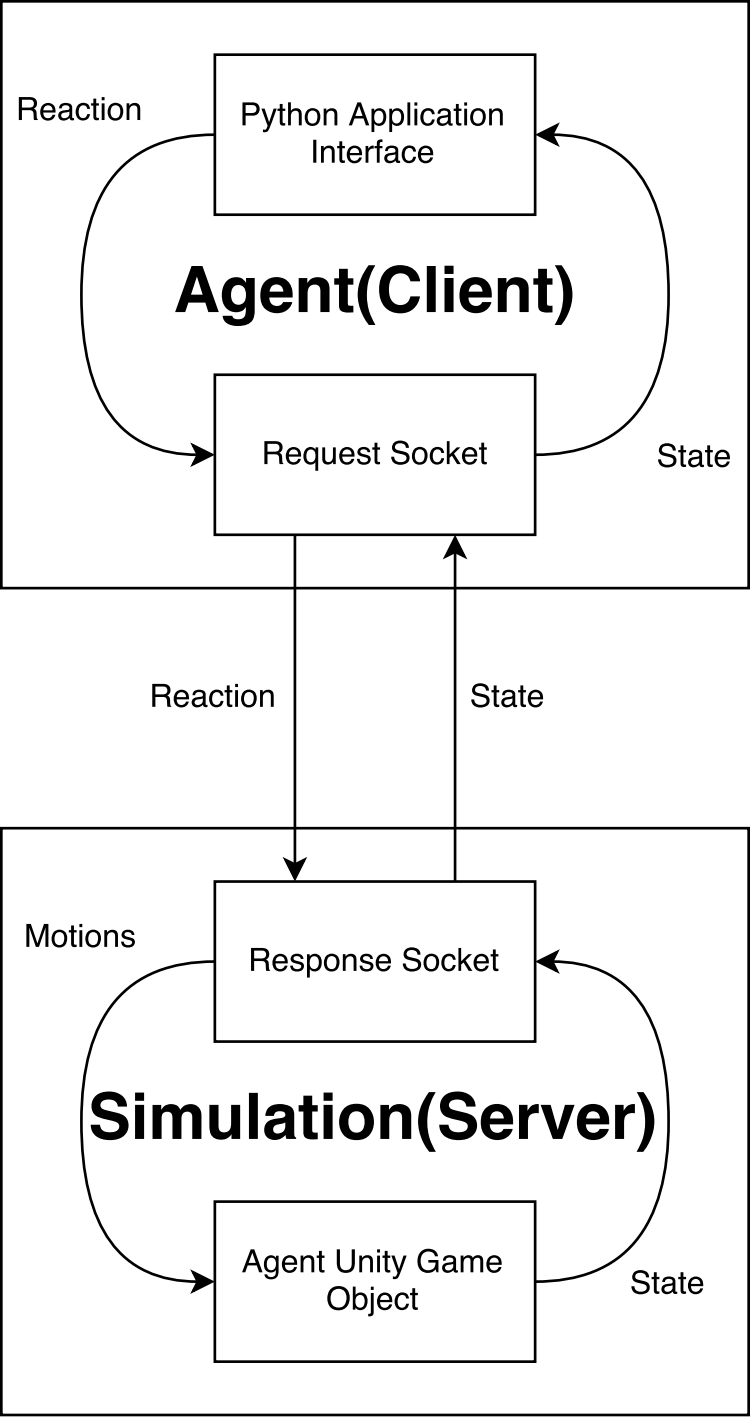 Reaction
Python Application
Interface
Agent(Client)
Request Socket
State
Reaction
State
Motions
Response Socket
Simulation(Server)
Agent Unity Game
Object
State